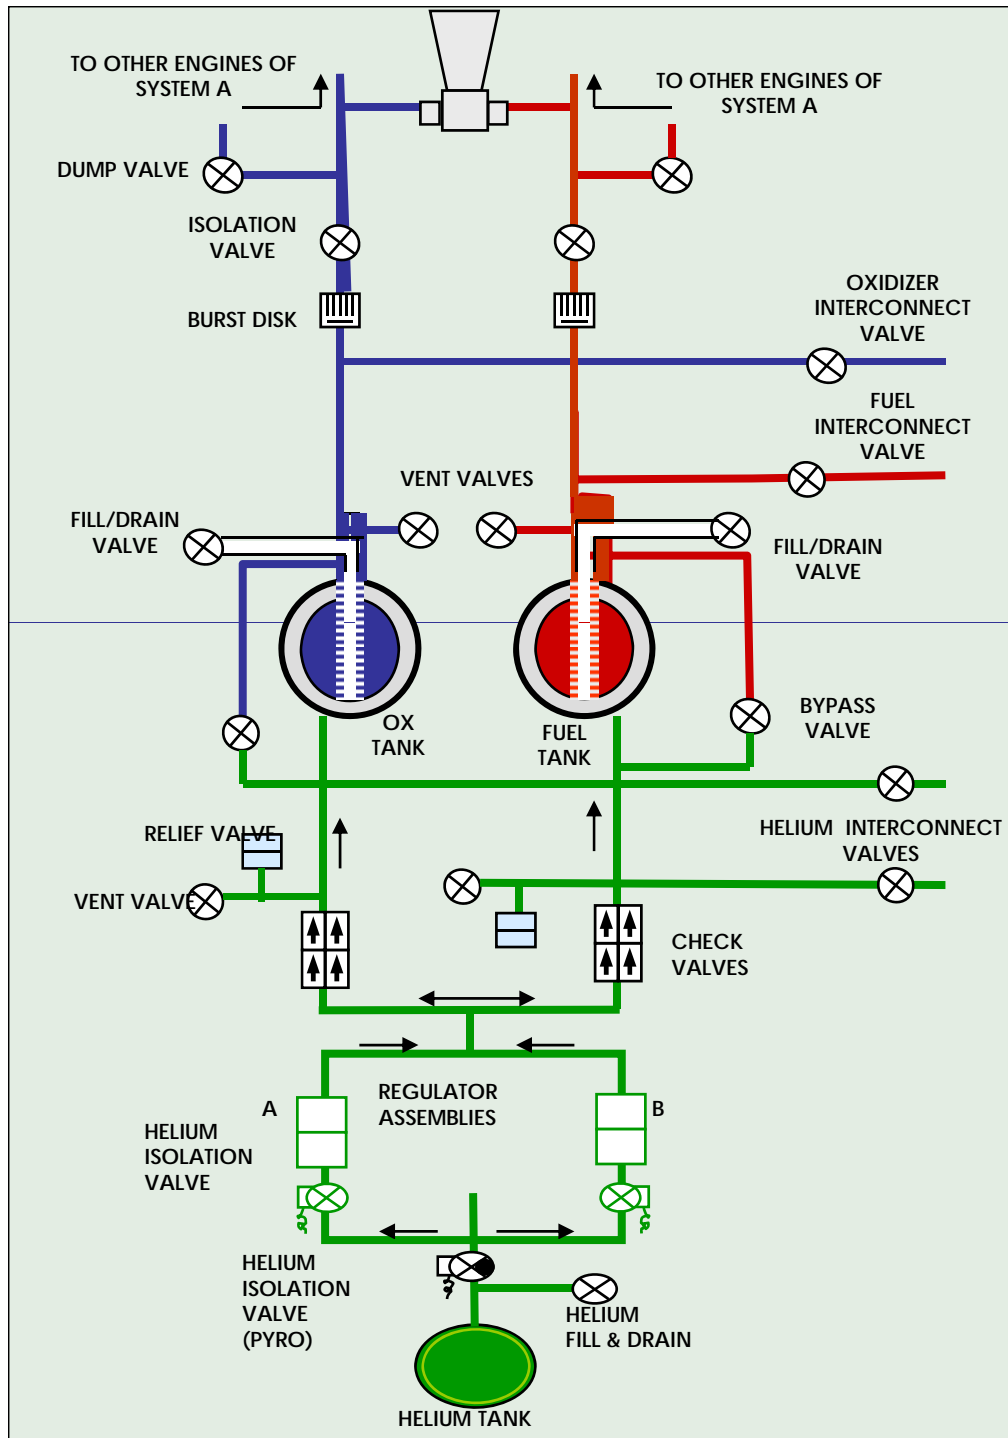 TO OTHER ENGINES OF
SYSTEM A
TO OTHER ENGINES OF
SYSTEM A
DUMP VALVE
ISOLATION
VALVE
BURST DISK
OXIDIZER
INTERCONNECT
VALVE
FUEL
INTERCONNECT
VALVE
VENT VALVES
FILL/DRAIN
VALVE
FILL/DRAIN
VALVE
OX
TANK
FUEL
TANK
BYPASS
VALVE
RELIEF VALVE
HELIUM INTERCONNECT
VALVES
VENT VALVE
CHECK
VALVES
REGULATOR
ASSEMBLIES
A
B
HELIUM
ISOLATION
VALVE
HELIUM
ISOLATION
VALVE
(PYRO)
HELIUM
FILL & DRAIN
HELIUM TANK